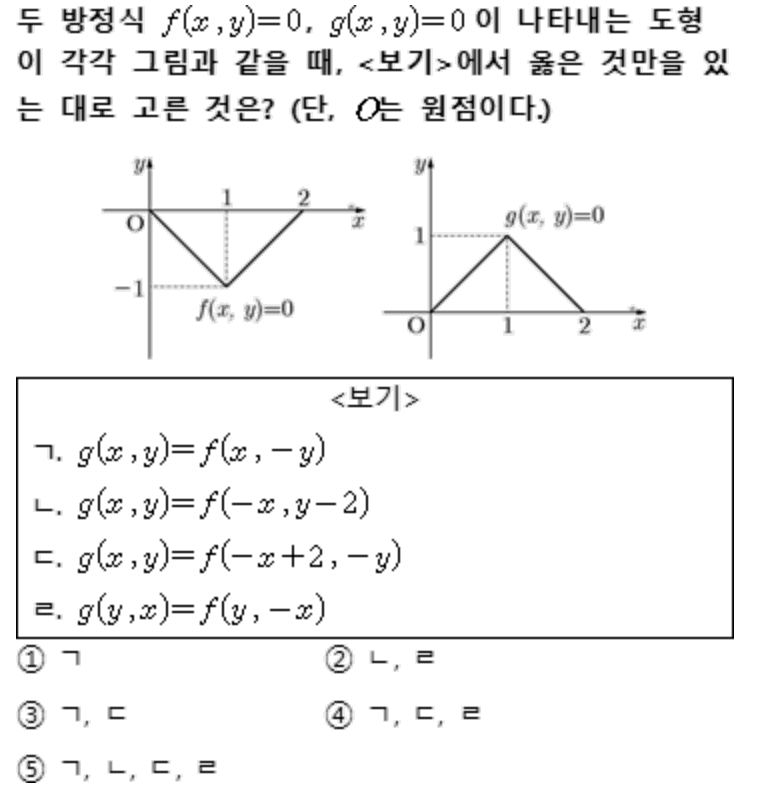 두 방정식 f(x,y)=0, g(x,y)=0 이 나타내는 도형
이 각각 그림과 같을 때, <보기>에서 옳은 것만을 있
는 대로 고른 것은? (단, O는 원점이다.)
y
1 2
O x
-1
f(x, y)=0
y
g(x, y)=0
1
O 1 2 x
<보기>
ㄱ. g(x,y)=f(x,-y)
ㄴ. g(x,y)=f(-x,y-2)
ㄷ. g(x,y)=f(-x+2,-y)
ㄹ. g(y,x)=f(y,-x)
① ㄱ ② ㄴ, ㄹ
③ ㄱ, ㄷ ④ ㄱ, ㄷ, ㄹ
⑤ ㄱ, ㄴ, ㄷ, ㄹ